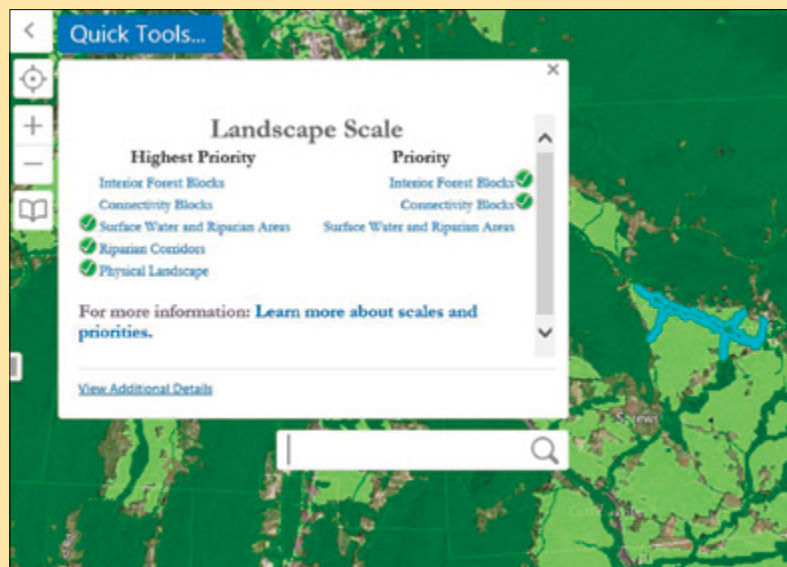 Quick Tools...
Landscape Scale
Highest Priority Priority
Interior Forest Blocks Interior Forest Blocks
Connectivity Blocks Connectivity Blocks
Surface Water and Riparian Areas Surface Water and Riparian Areas
Riparian Corridors
Physical Landscape
For more information: Learn more about scales and
priorities.
View Additional Details